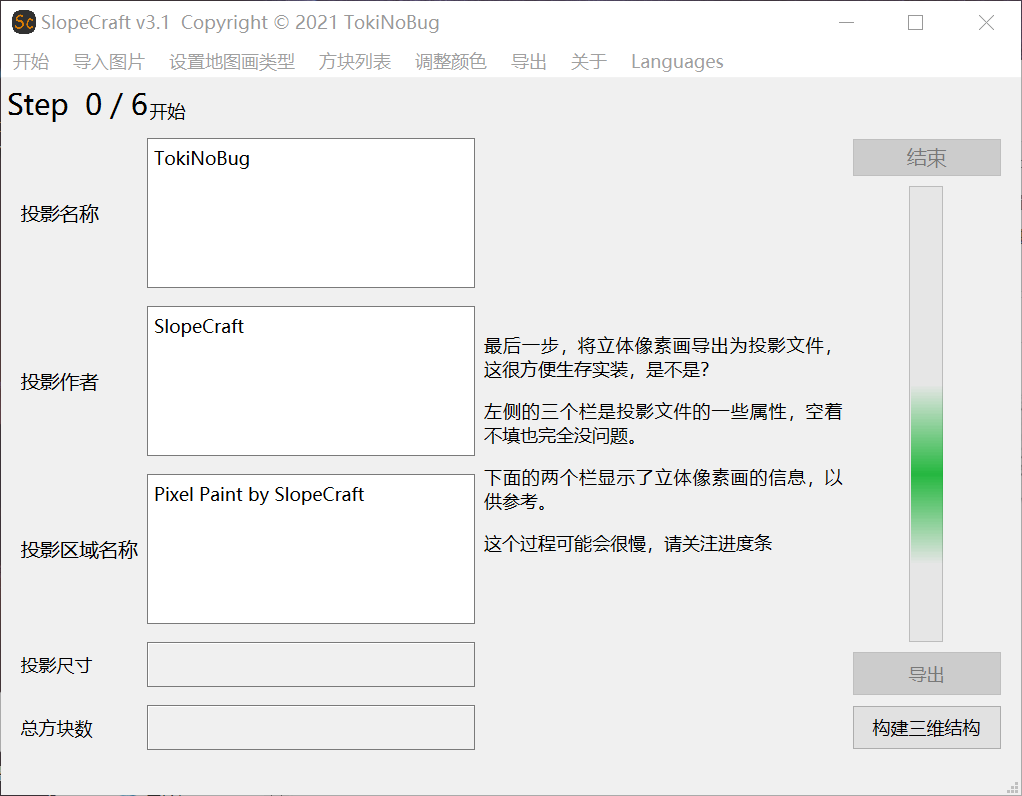 Sc SlopeCraft v3.1 Copyright © 2021 TokiNoBug
开始 导入图片 设置地图画类型 方块列表 调整颜色 导出 关于 Languages
Step 0 / 6 开始
投影名称
TokiNoBug
结束
投影作者
SlopeCraft
投影区域名称
Pixel Paint by SlopeCraft
最后一步，将立体像素画导出为投影文件，
这很方便生存实装，是不是？
左侧的三个栏是投影文件的一些属性，空着
不填也完全没问题。
下面的两个栏显示了立体像素画的信息，以
供参考。
这个过程可能会很慢，请关注进度条
投影尺寸
导出
总方块数
构建三维结构